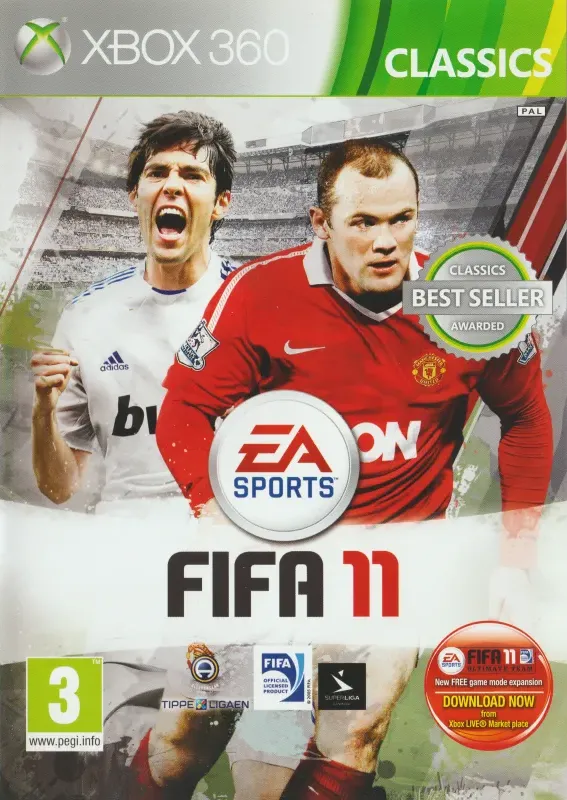 XBOX 360
CLASSICS
PAL
CLASSICS
BEST SELLER
AWARDED
adidas
bw
ON
EA
SPORTS™
FIFA 11
3
www.pegi.info
TIPPE LIGAEN
FIFA
OFFICIAL
LICENSED
PRODUCT
SUPERLIGA
EA
SPORTS
FIFA 11
ULTIMATE TEAM
New FREE game mode expansion
DOWNLOAD NOW
from
Xbox LIVE® Market place